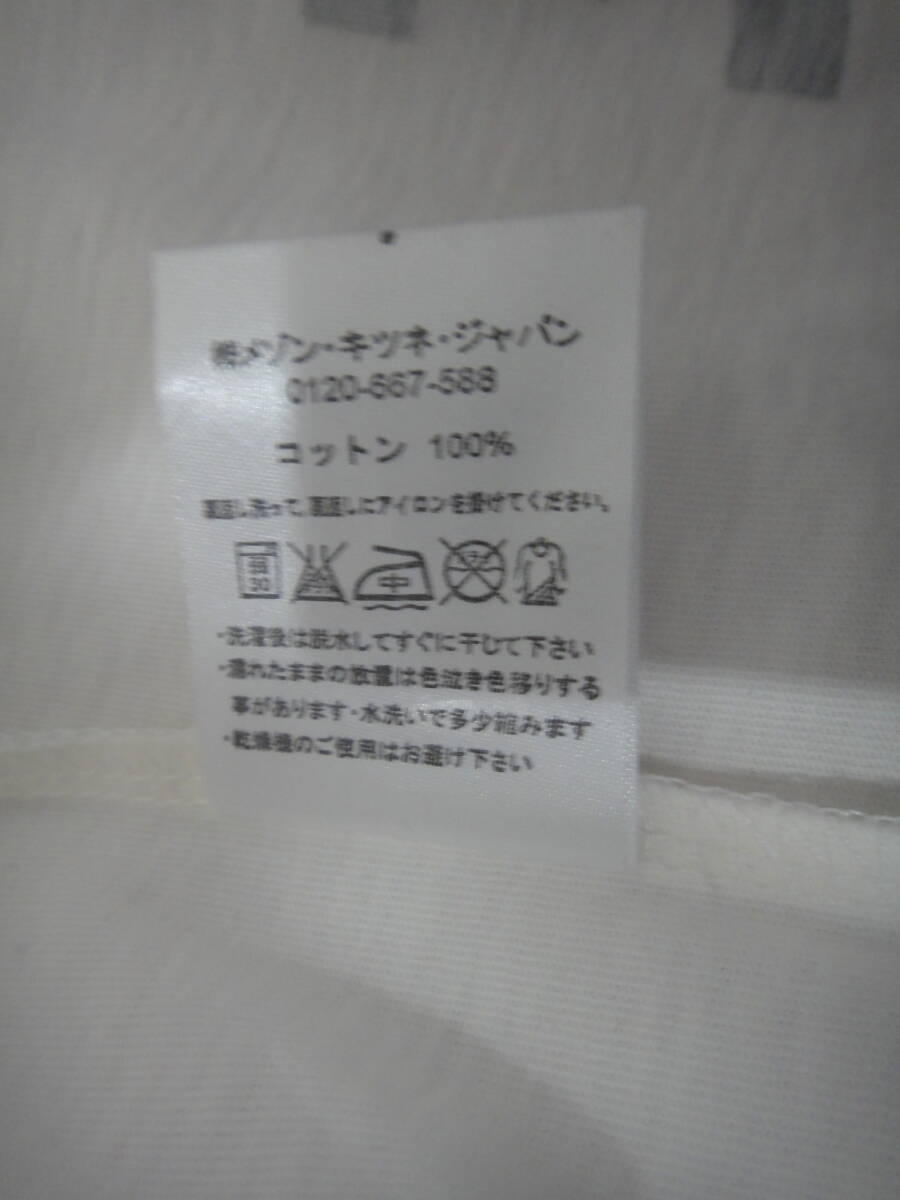 ㈱メゾン・キツネ・ジャパン
0120-667-588
コットン 100%
裏返し洗って、裏返しにアイロンを掛けてください。
弱 30 中
・洗濯後は脱水してすぐに干して下さい
・濡れたままの放置は色泣き色移りする
事があります・水洗いで多少縮みます
・乾燥機のご使用はお避け下さい